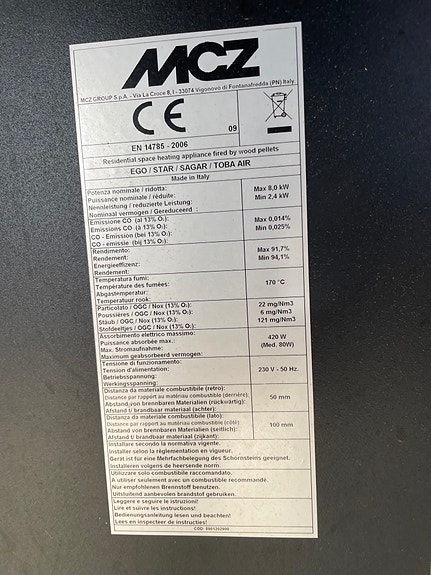 MCZ
MCZ GROUP S.p.A. - Via La Croce 8, I - 33074 Vigonovo di Fontanafredda (PN) Italy
CE
09
EN 14785 - 2006
Residential space heating appliance fired by wood pellets
EGO / STAR / SAGAR / TOBA AIR
Made in Italy
Potenza nominale / ridotta:
Puissance nominale / réduite:
Nennleistung / reduzierte Leistung:
Nominaal vermogen / Gereduceerd :
Max 8,0 kW
Min 2,4 kW
Emissione CO (al 13% O₂):
Emissions CO (à 13% O₂):
CO - Emission (bei 13% O₂):
CO - emissie (bij 13% O₂):
Max 0,014%
Min 0,025%
Rendimento:
Rendement:
Energieeffizenz:
Rendement:
Max 91,7%
Min 94,1%
Temperatura fumi:
Température des fumées:
Abgastemperatur:
Temperatuur rook:
170 °C
Particolato / OGC / Nox (13% O₂):
Poussières / OGC / Nox (13% O₂):
Stäub / OGC / Nox (13% O₂):
Stofdeeltjes / OGC / Nox (13% O₂):
22 mg/Nm3
6 mg/Nm3
121 mg/Nm3
Assorbimento elettrico massimo:
Puissance absorbée max.:
Max. Stromaufnahme:
Maximum geabsorbeerd vermogen:
420 W
(Med. 80W)
Tensione di funzionamento:
Tension d'alimentation:
Betriebsspannung:
Werkingsspanning:
230 V - 50 Hz.
Distanza da materiale combustibile (retro):
Distance par rapport au matériau combustible (derrière):
Abstand von brennbaren Materialien (rückwärtig):
Afstand t/ brandbaar materiaal (achter):
50 mm
Distanza da materiale combustibile (lato):
Distance par rapport au matériau combustible (côté):
Abstand von brennbaren Materialien (seitlich):
Afstand t/ brandbaar materiaal (zijkant):
100 mm
Installare secondo la normativa vigente.
Installer selon la réglementation en vigueur.
Gerät ist für eine Mehrfachbelegung des Schornsteins geeignet.
Installeren volgens de heersende norm.
Utilizzare solo combustibile raccomandato.
A utiliser seulement avec un combustible recommandé
Nur empfohlenen Brennstoff benutzen.
Uitsluitend aanbevolen brandstof gebruiken.
Leggere e seguire le istruzioni!
Lire et suivre les instructions!
Bedienungsanleitung lesen und beachten!
Lees en inspecteer de instructies!